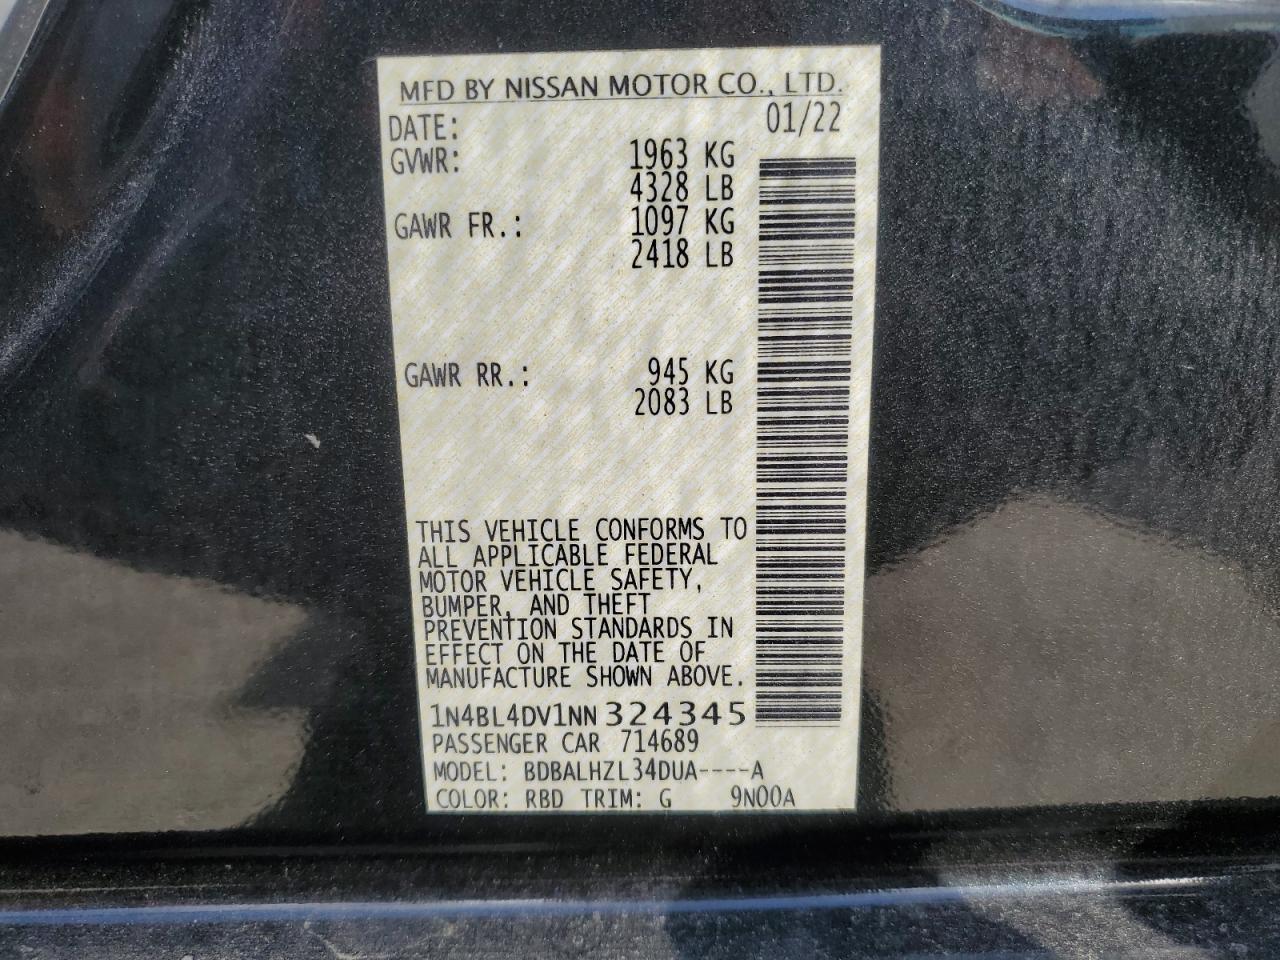 MFD BY NISSAN MOTOR CO., LTD.
DATE: 01/22
GVWR: 1963 KG
4328 LB
GAWR FR.: 1097 KG
2418 LB
GAWR RR.: 945 KG
2083 LB
THIS VEHICLE CONFORMS TO
ALL APPLICABLE FEDERAL
MOTOR VEHICLE SAFETY,
BUMPER, AND THEFT
PREVENTION STANDARDS IN
EFFECT ON THE DATE OF
MANUFACTURE SHOWN ABOVE.
1N4BL4DV1NN324345
PASSENGER CAR 714689
MODEL: BDBALHZL34DUA----A
COLOR: RBD TRIM: G 9N00A